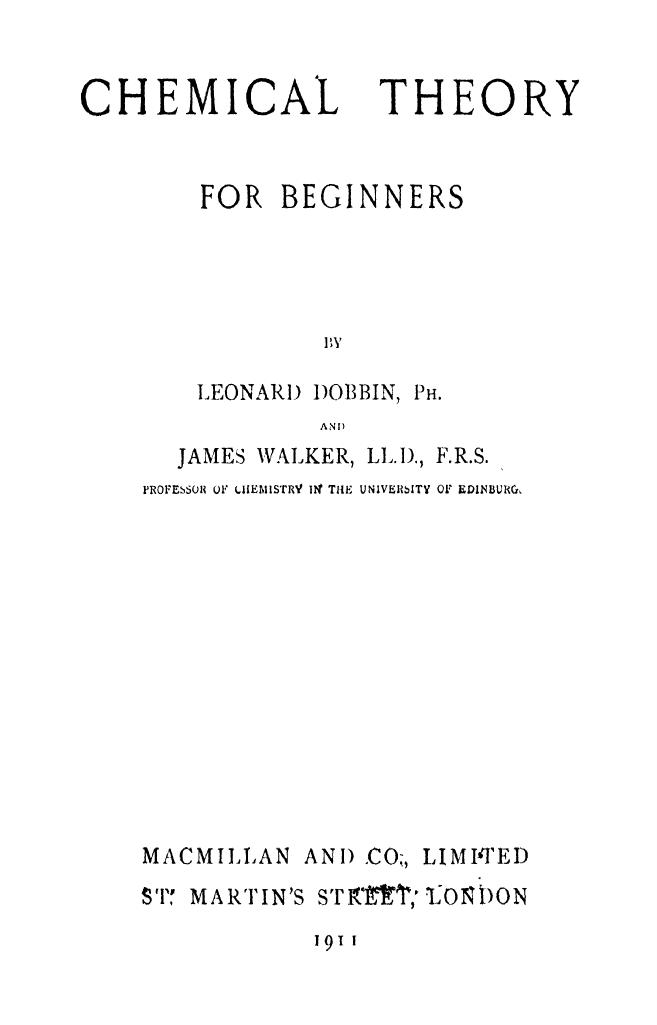 CHEMICAL THEORY
FOR BEGINNERS
BY
LEONARD DOBBIN, PH.
AND
JAMES WALKER, LL.D., F.R.S.
PROFESSOR OF CHEMISTRY IN THE UNIVERSITY OF EDINBURG
MACMILLAN AND CO., LIMITED
ST. MARTIN'S STREET, LONDON
1911